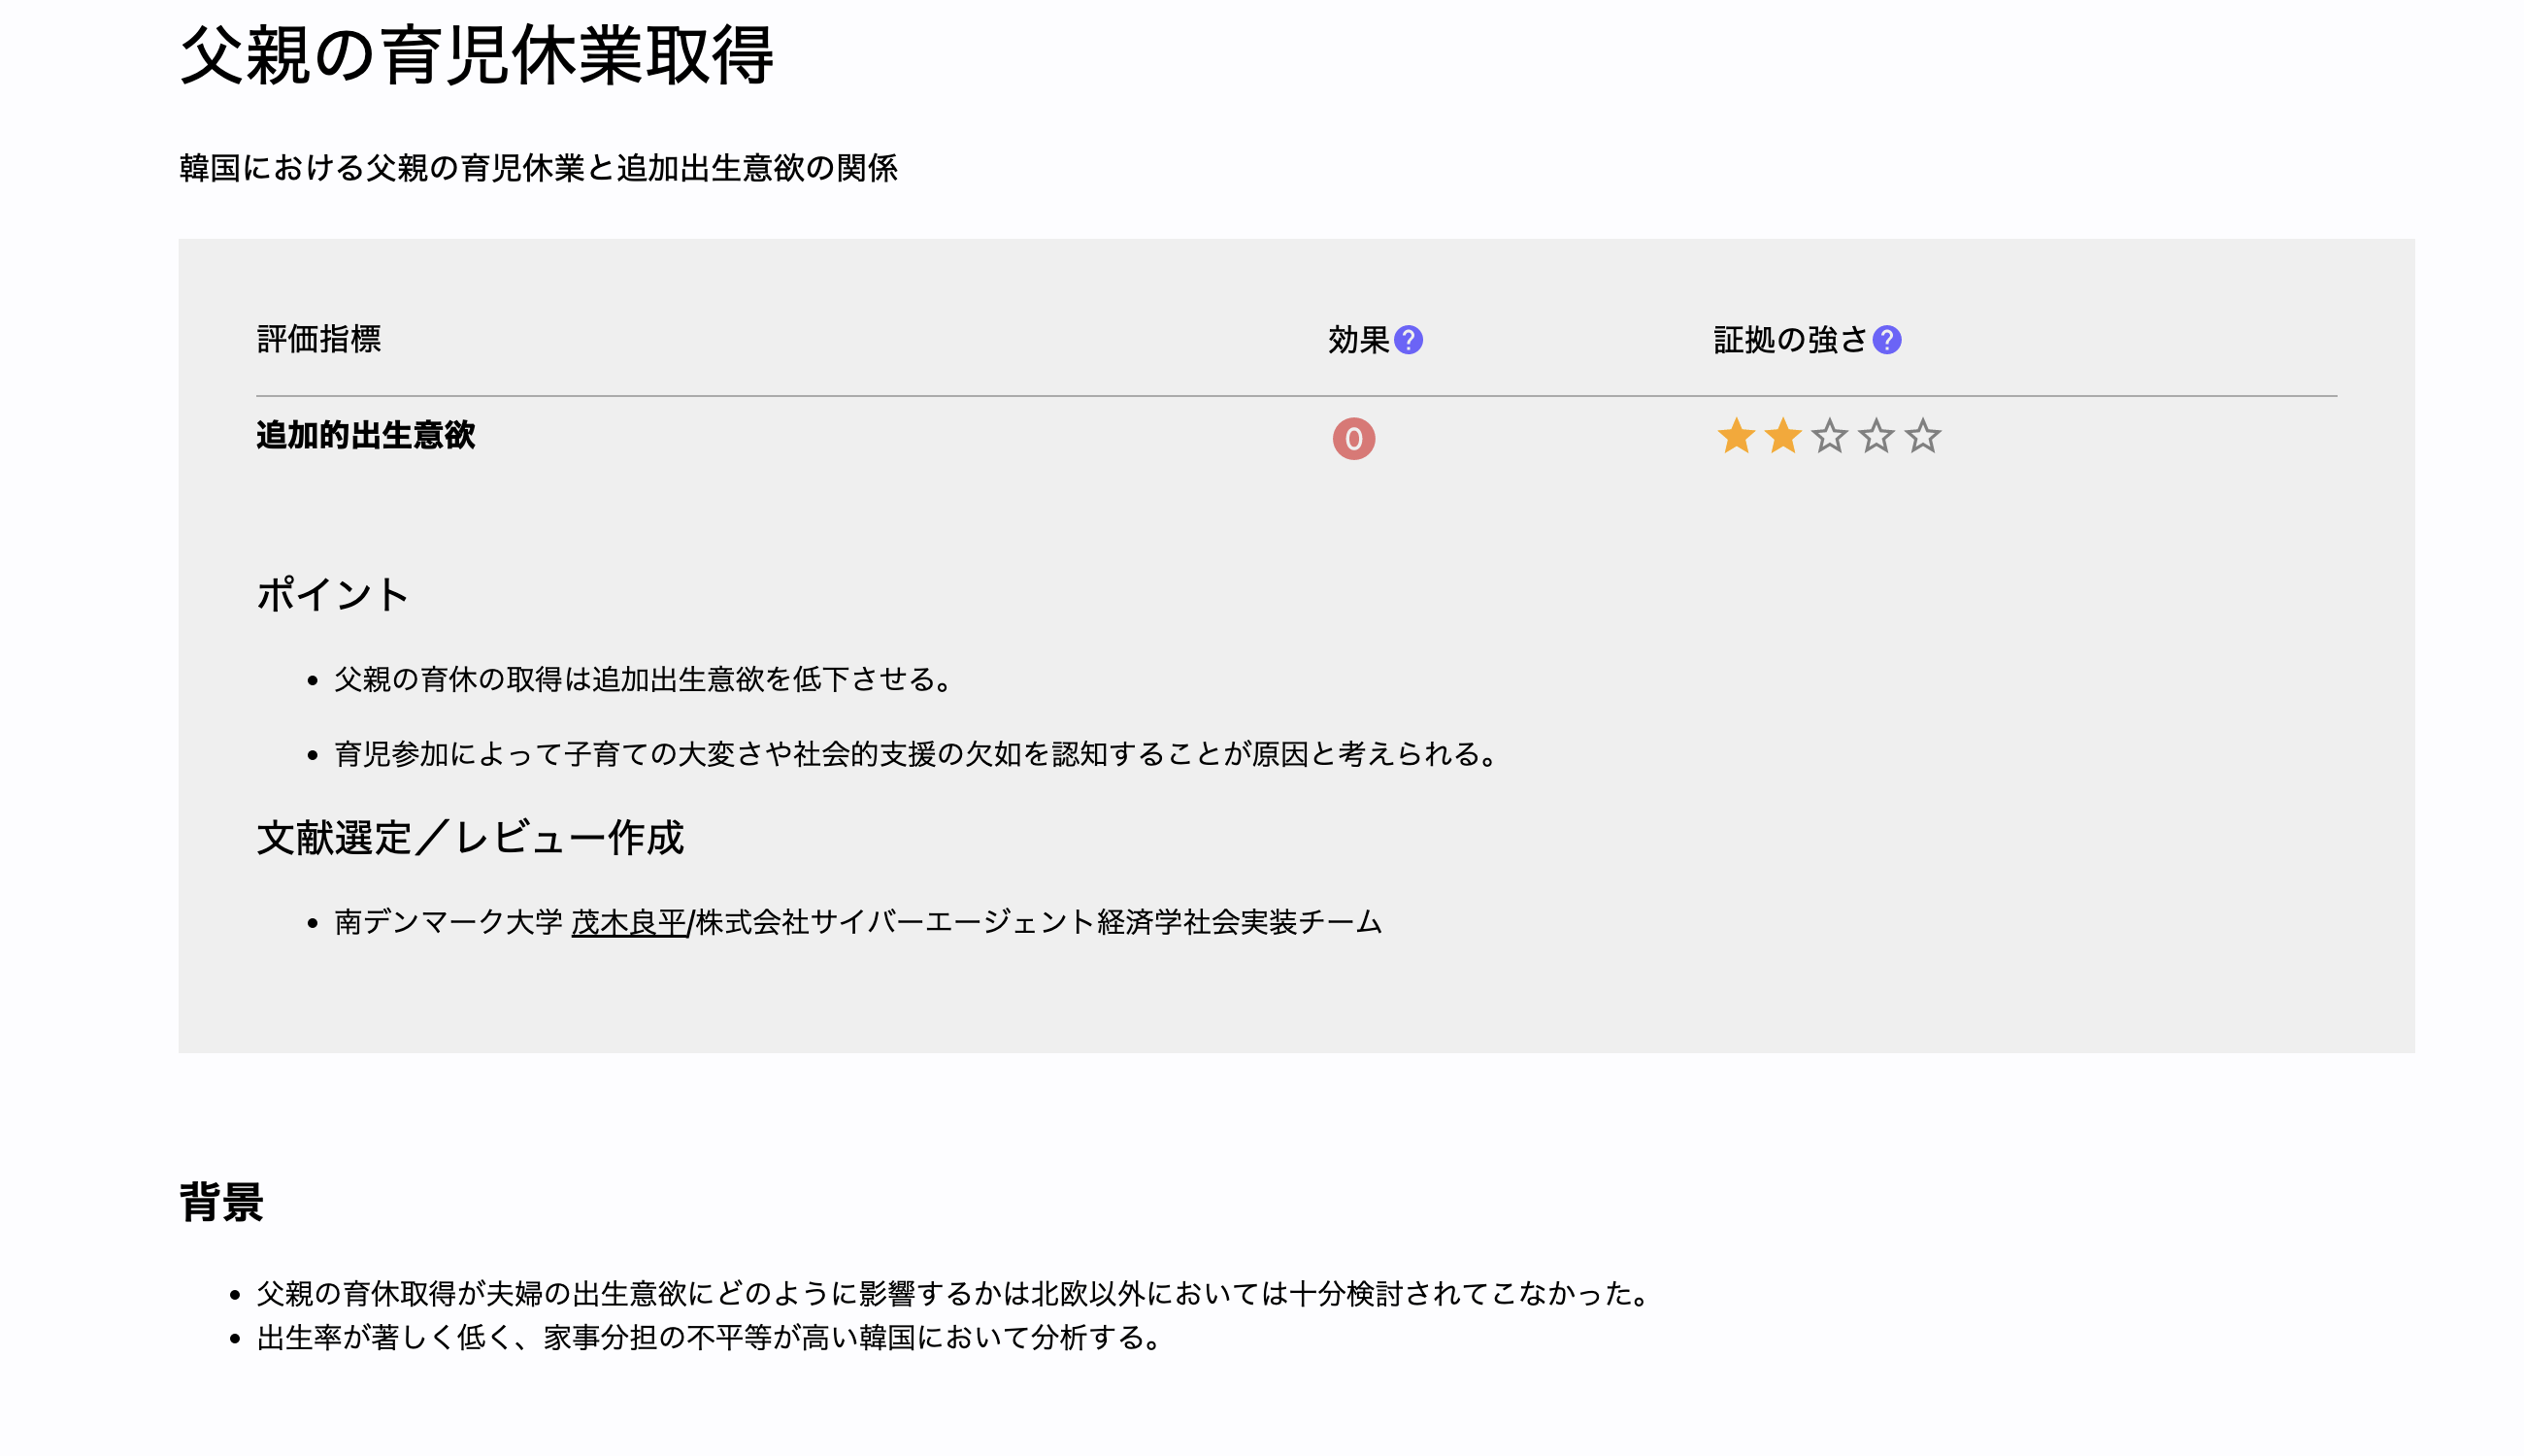 父親の育児休業取得
韓国における父親の育児休業と追加出生意欲の関係
評価指標 効果? 証拠の強さ?
追加的出生意欲 0
ポイント
父親の育休の取得は追加出生意欲を低下させる。
育児参加によって子育ての大変さや社会的支援の欠如を認知することが原因と考えられる。
文献選定／レビュー作成
南デンマーク大学 茂木良平/株式会社サイバーエージェント経済学社会実装チーム
背景
父親の育休取得が夫婦の出生意欲にどのように影響するかは北欧以外においては十分検討されてこなかった。
出生率が著しく低く、家事分担の不平等が高い韓国において分析する。